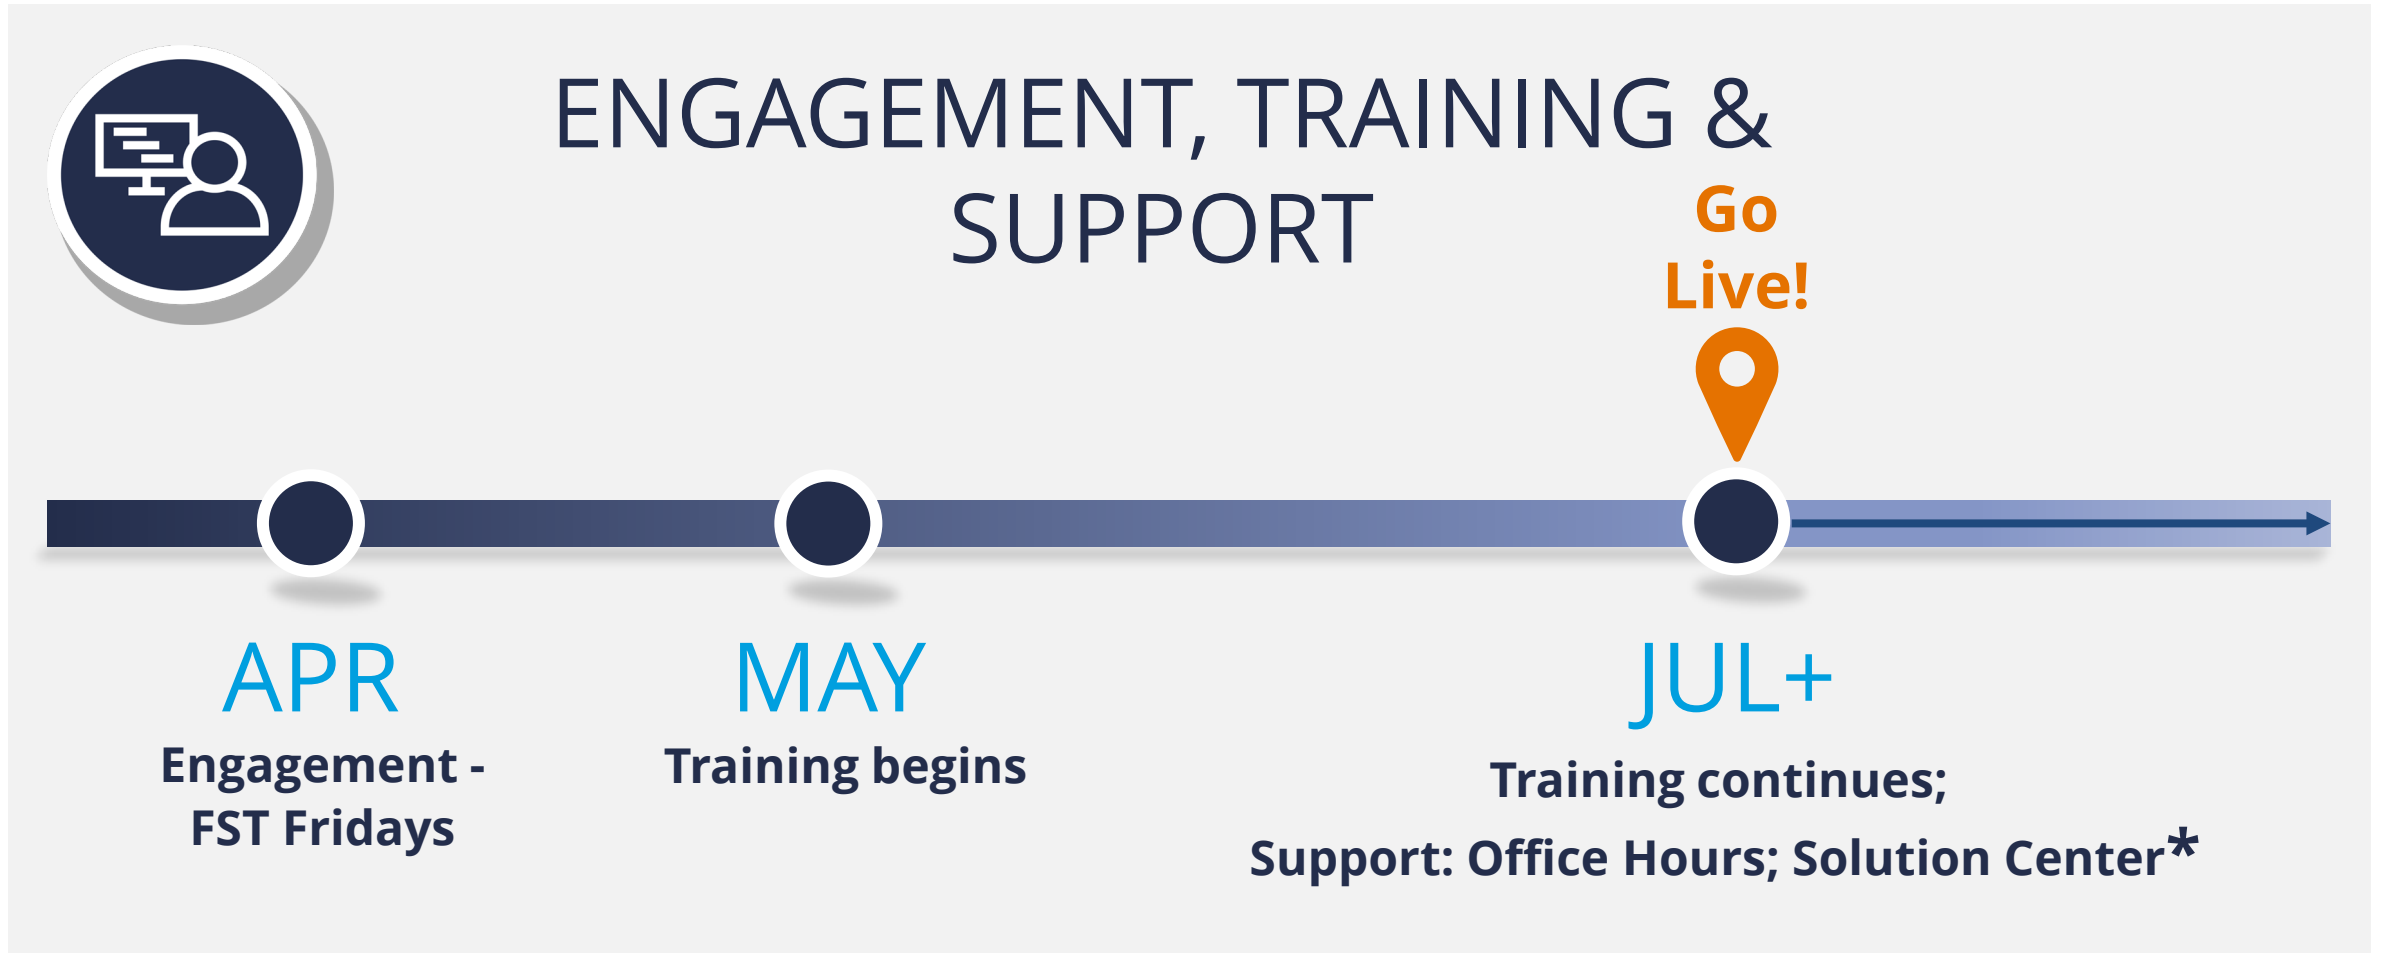 ENGAGEMENT, TRAINING &
SUPPORT
Go
Live!
APR
Engagement -
FST Fridays
MAY
Training begins
JUL+
Training continues;
Support: Office Hours; Solution Center*